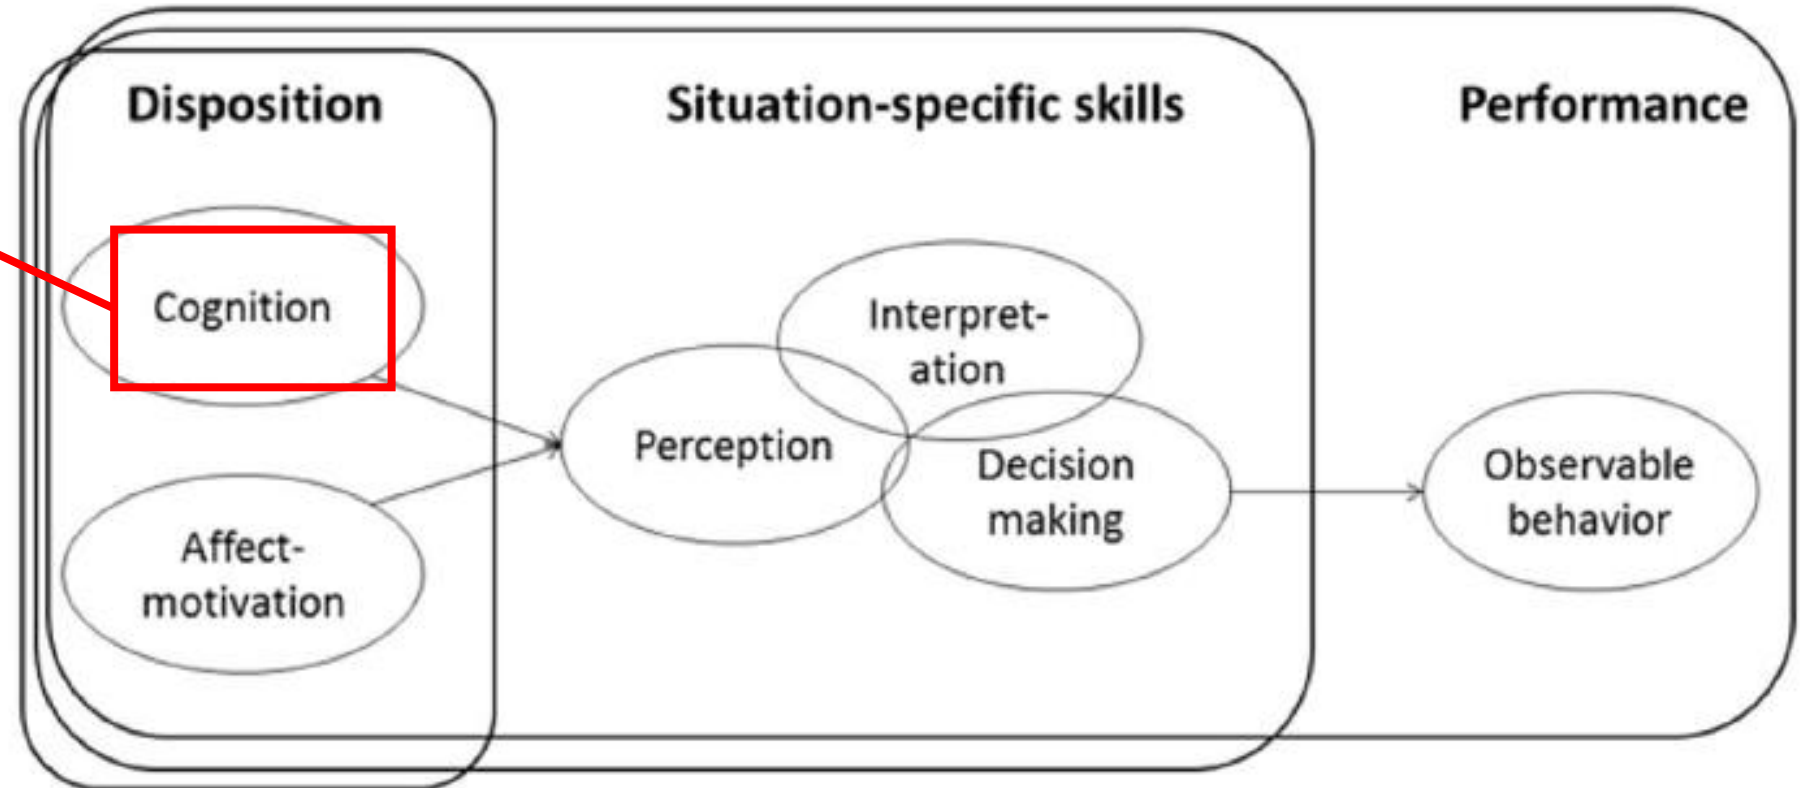 Disposition
Situation-specific skills
Performance
Cognition
Affect-
motivation
Perception
Interpret-
ation
Decision
making
Observable
behavior